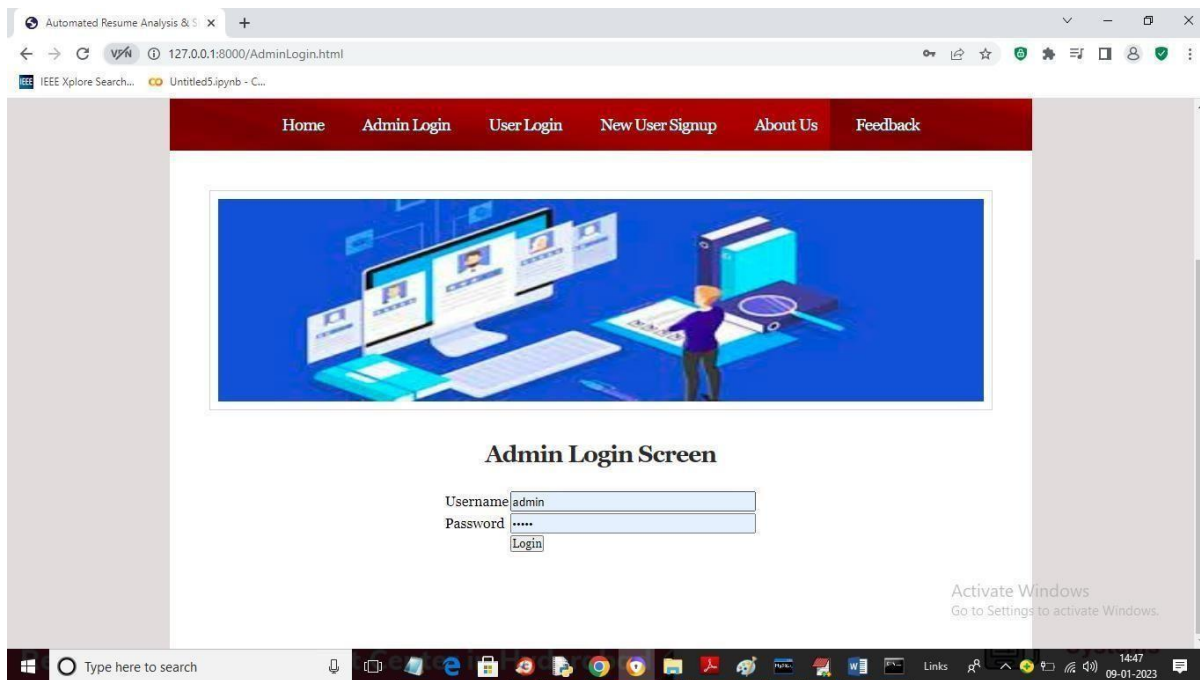 Automated Resume Analysis & S
127.0.0.1:8000/AdminLogin.html
IEEE IEEE Xplore Search... CO Untitled5.ipynb - C...
Home Admin Login User Login New User Signup About Us Feedback
Admin Login Screen
Username admin
Password •••••
Login
Activate Windows
Go to Settings to activate Windows.
Type here to search
Links
14:47
09-01-2023